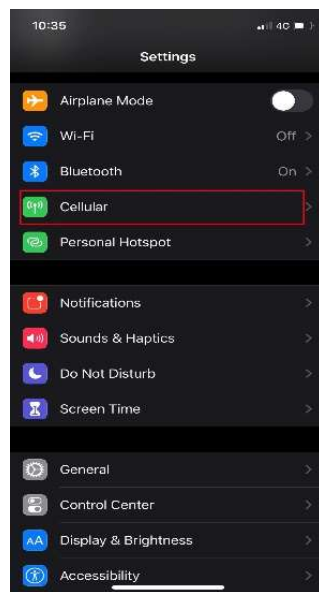 10:35
4G
Settings
Airplane Mode
Wi-Fi
Off
Bluetooth
On
Cellular
Personal Hotspot
Notifications
Sounds & Haptics
Do Not Disturb
Screen Time
General
Control Center
AA
Display & Brightness
Accessibility